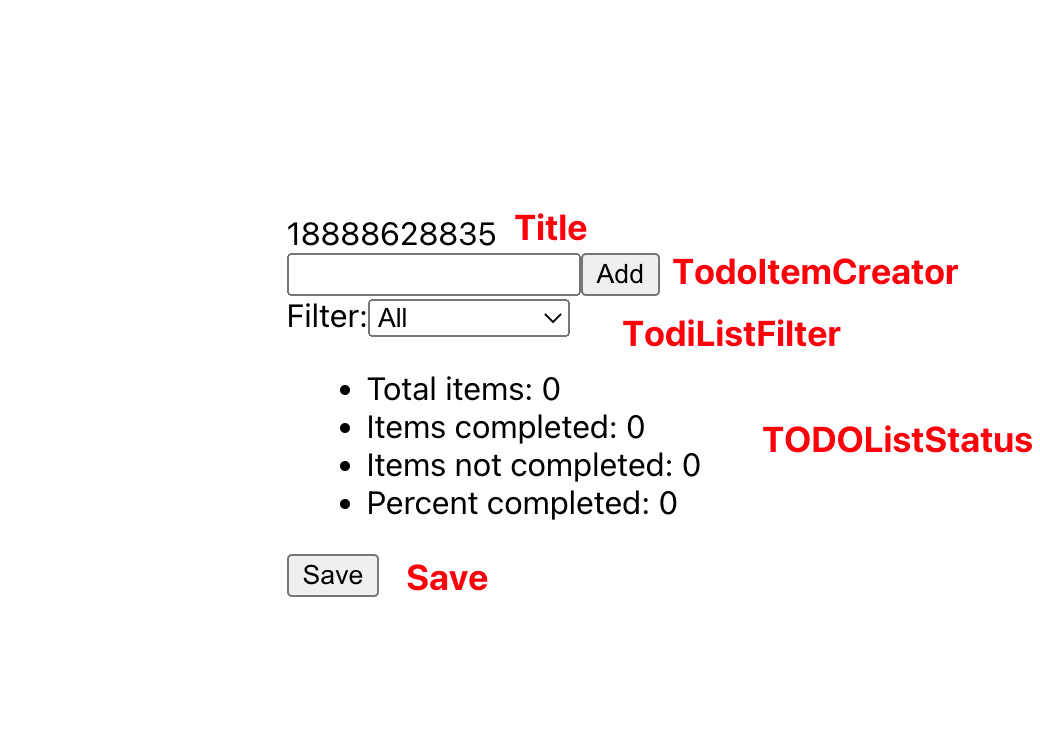 18888628835 Title
Add TodoItemCreator
Filter: All TodiListFilter
• Total items: 0
• Items completed: 0 TODOListStatus
• Items not completed: 0
• Percent completed: 0
Save Save